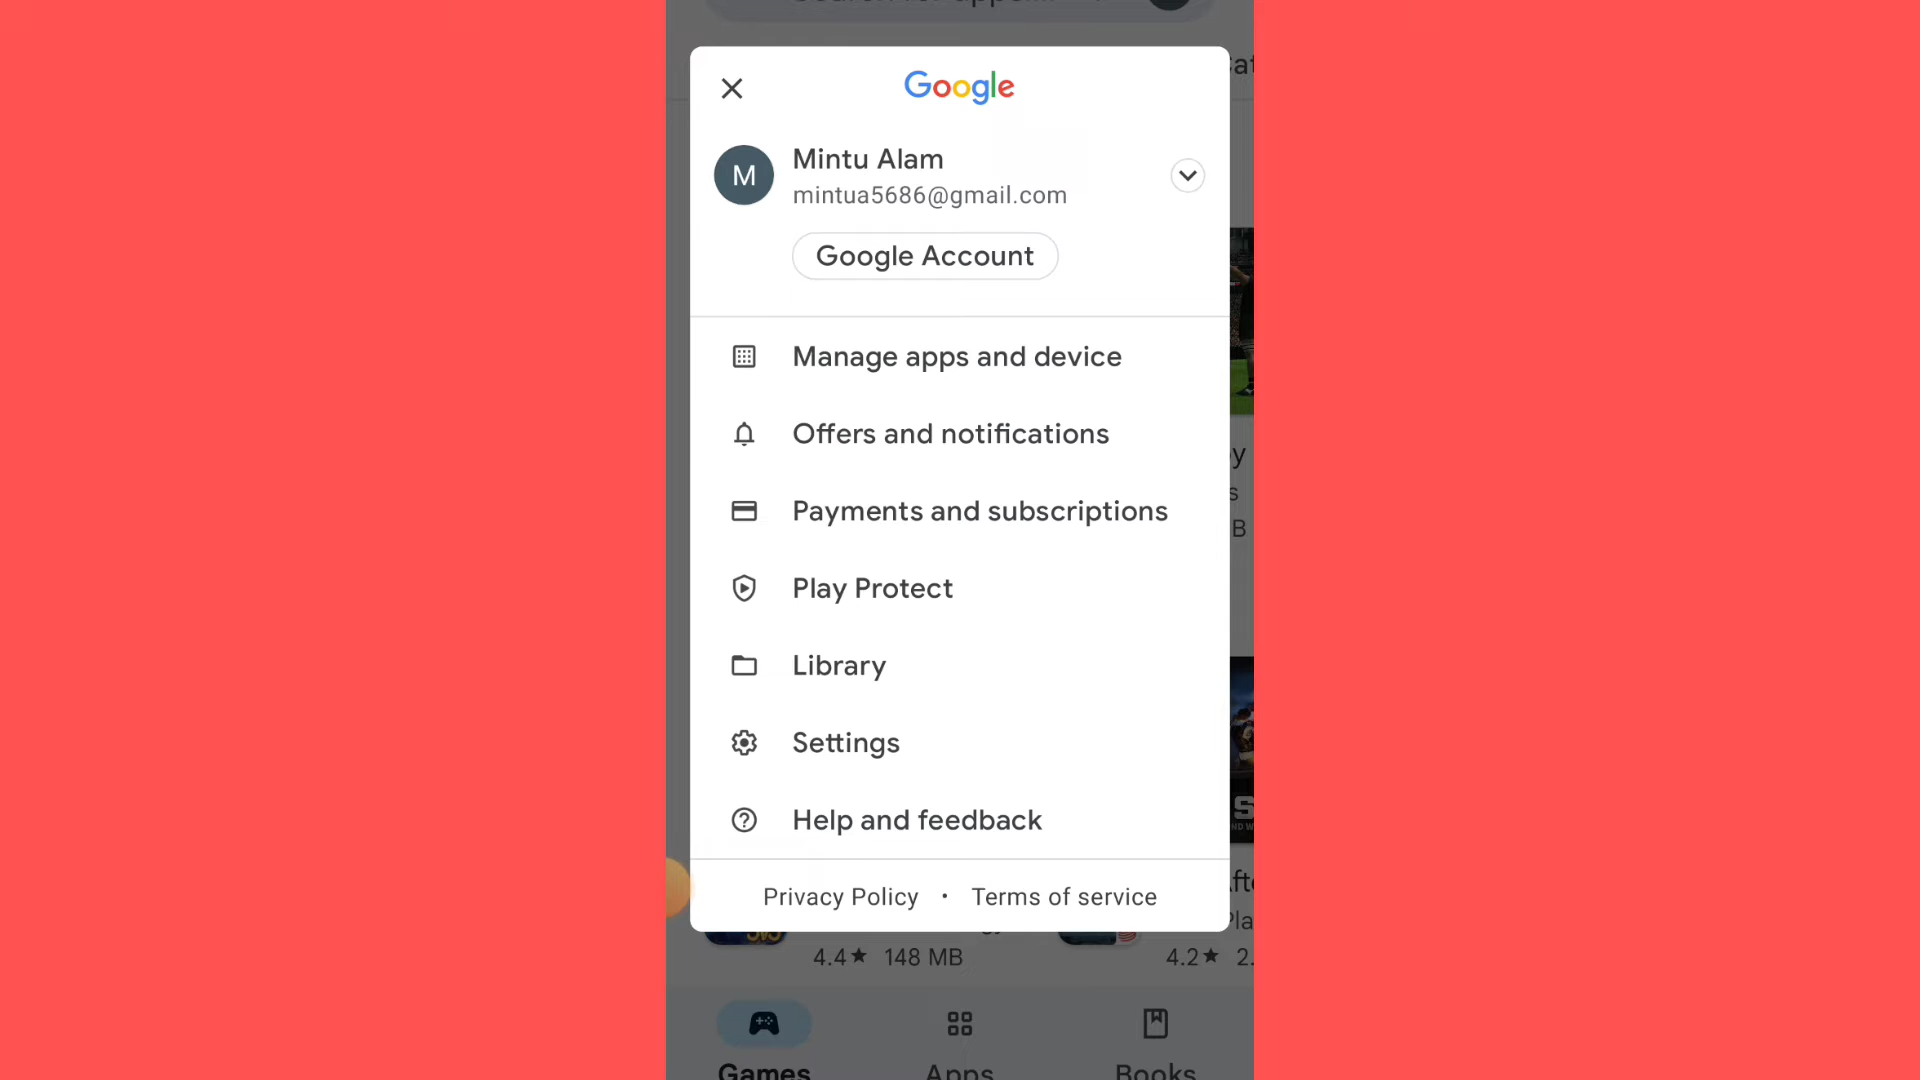 Google
M
Mintu Alam
mintua5686@gmail.com
Google Account
Manage apps and device
Offers and notifications
Payments and subscriptions
Play Protect
Library
Settings
Help and feedback
Privacy Policy • Terms of service
4.4★ 148 MB
4.2★ 2.
Games
Apps
Books